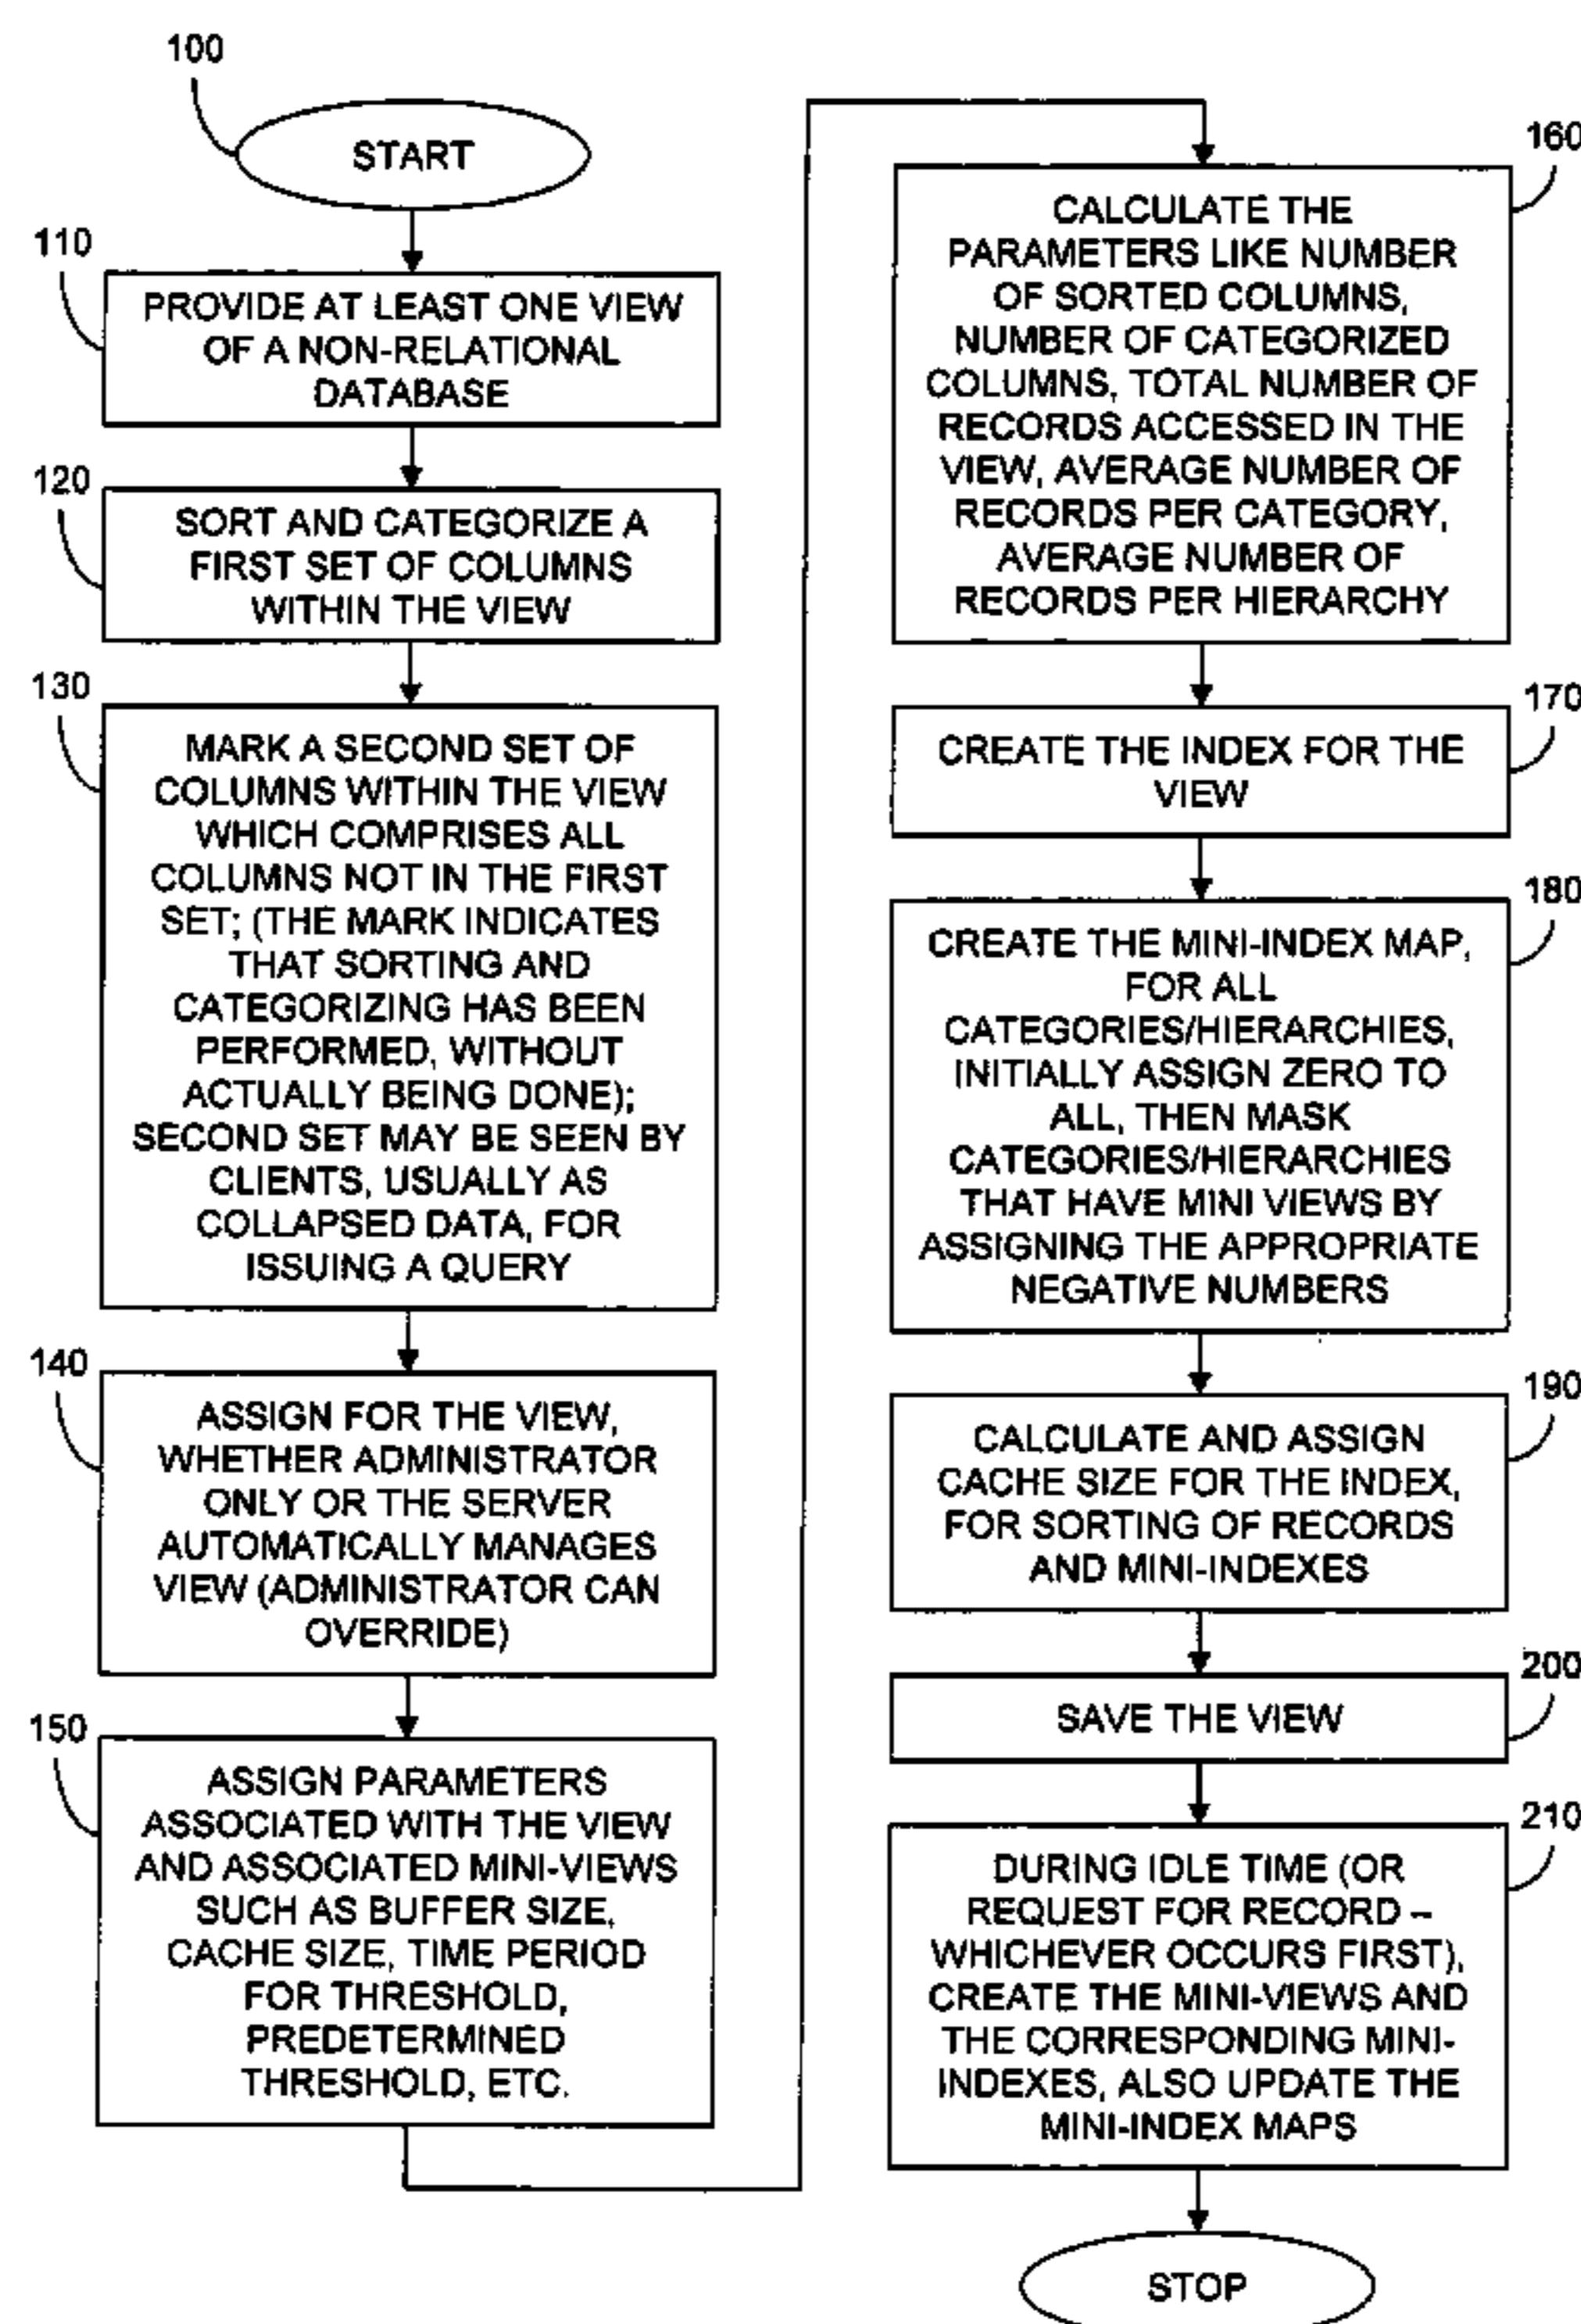 100
START
110
PROVIDE AT LEAST ONE VIEW
OF A NON-RELATIONAL
DATABASE
120
SORT AND CATEGORIZE A
FIRST SET OF COLUMNS
WITHIN THE VIEW
130
MARK A SECOND SET OF
COLUMNS WITHIN THE VIEW
WHICH COMPRISES ALL
COLUMNS NOT IN THE FIRST
SET; (THE MARK INDICATES
THAT SORTING AND
CATEGORIZING HAS BEEN
PERFORMED, WITHOUT
ACTUALLY BEING DONE);
SECOND SET MAY BE SEEN BY
CLIENTS, USUALLY AS
COLLAPSED DATA, FOR
ISSUING A QUERY
140
ASSIGN FOR THE VIEW,
WHETHER ADMINISTRATOR
ONLY OR THE SERVER
AUTOMATICALLY MANAGES
VIEW (ADMINISTRATOR CAN
OVERRIDE)
150
ASSIGN PARAMETERS
ASSOCIATED WITH THE VIEW
AND ASSOCIATED MINI-VIEWS
SUCH AS BUFFER SIZE,
CACHE SIZE, TIME PERIOD
FOR THRESHOLD,
PREDETERMINED
THRESHOLD, ETC.
160
CALCULATE THE
PARAMETERS LIKE NUMBER
OF SORTED COLUMNS,
NUMBER OF CATEGORIZED
COLUMNS, TOTAL NUMBER OF
RECORDS ACCESSED IN THE
VIEW, AVERAGE NUMBER OF
RECORDS PER CATEGORY,
AVERAGE NUMBER OF
RECORDS PER HIERARCHY
170
CREATE THE INDEX FOR THE
VIEW
180
CREATE THE MINI-INDEX MAP,
FOR ALL
CATEGORIES/HIERARCHIES,
INITIALLY ASSIGN ZERO TO
ALL, THEN MASK
CATEGORIES/HIERARCHIES
THAT HAVE MINI VIEWS BY
ASSIGNING THE APPROPRIATE
NEGATIVE NUMBERS
190
CALCULATE AND ASSIGN
CACHE SIZE FOR THE INDEX,
FOR SORTING OF RECORDS
AND MINI-INDEXES
200
SAVE THE VIEW
210
DURING IDLE TIME (OR
REQUEST FOR RECORD –
WHICHEVER OCCURS FIRST),
CREATE THE MINI-VIEWS AND
THE CORRESPONDING MINI-
INDEXES, ALSO UPDATE THE
MINI-INDEX MAPS
STOP